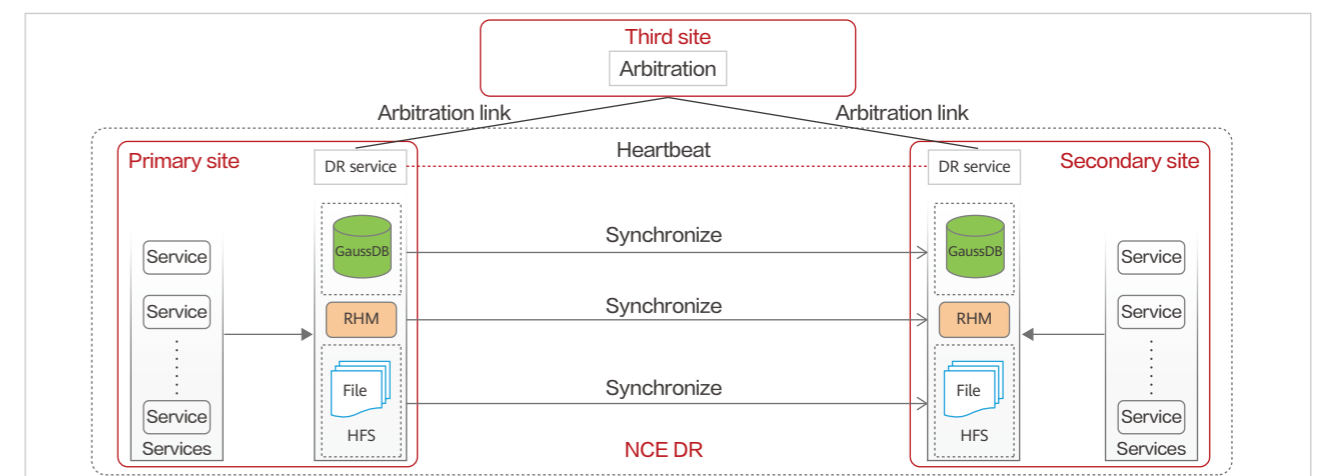 Third site
Arbitration
Arbitration link
Arbitration link
Primary site
DR service
Heartbeat
DR service
Secondary site
Service
Service
Service
Services
GaussDB
RHM
File
HFS
Synchronize
Synchronize
Synchronize
NCE DR
GaussDB
RHM
File
HFS
Service
Service
Service
Services